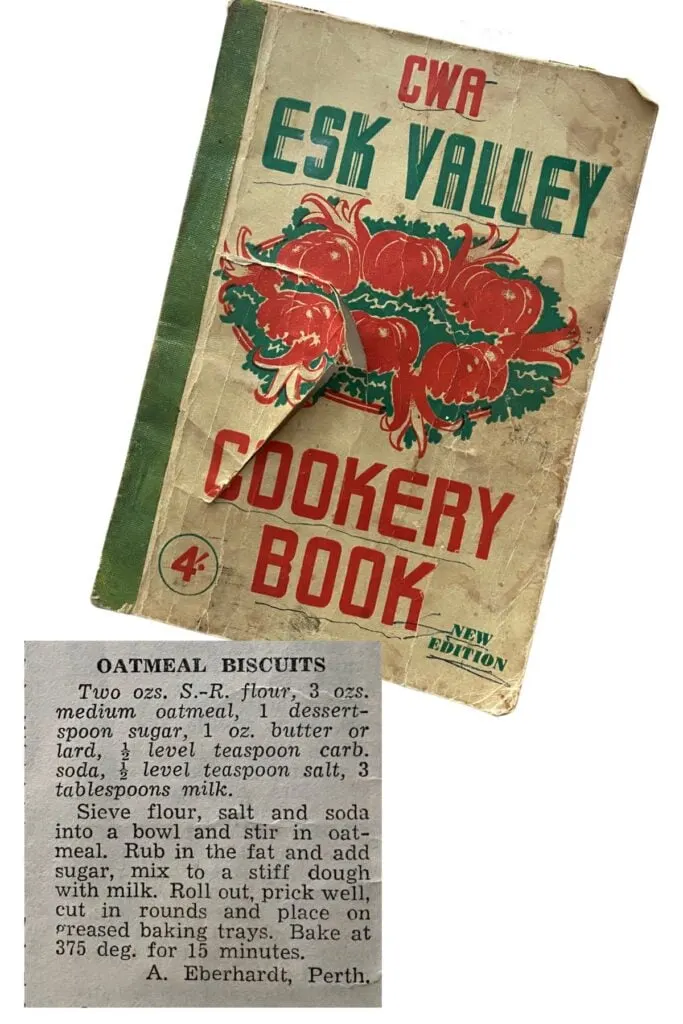 CWA
ESK VALLEY
COOKERY
BOOK
4/-
NEW
EDITION
OATMEAL BISCUITS
Two ozs. S.-R. flour, 3 ozs.
medium oatmeal, 1 dessert-
spoon sugar, 1 oz. butter or
lard, ½ level teaspoon carb.
soda, ½ level teaspoon salt, 3
tablespoons milk.
Sieve flour, salt and soda
into a bowl and stir in oat-
meal. Rub in the fat and add
sugar, mix to a stiff dough
with milk. Roll out, prick well,
cut in rounds and place on
greased baking trays. Bake at
375 deg. for 15 minutes.
A. Eberhardt, Perth.